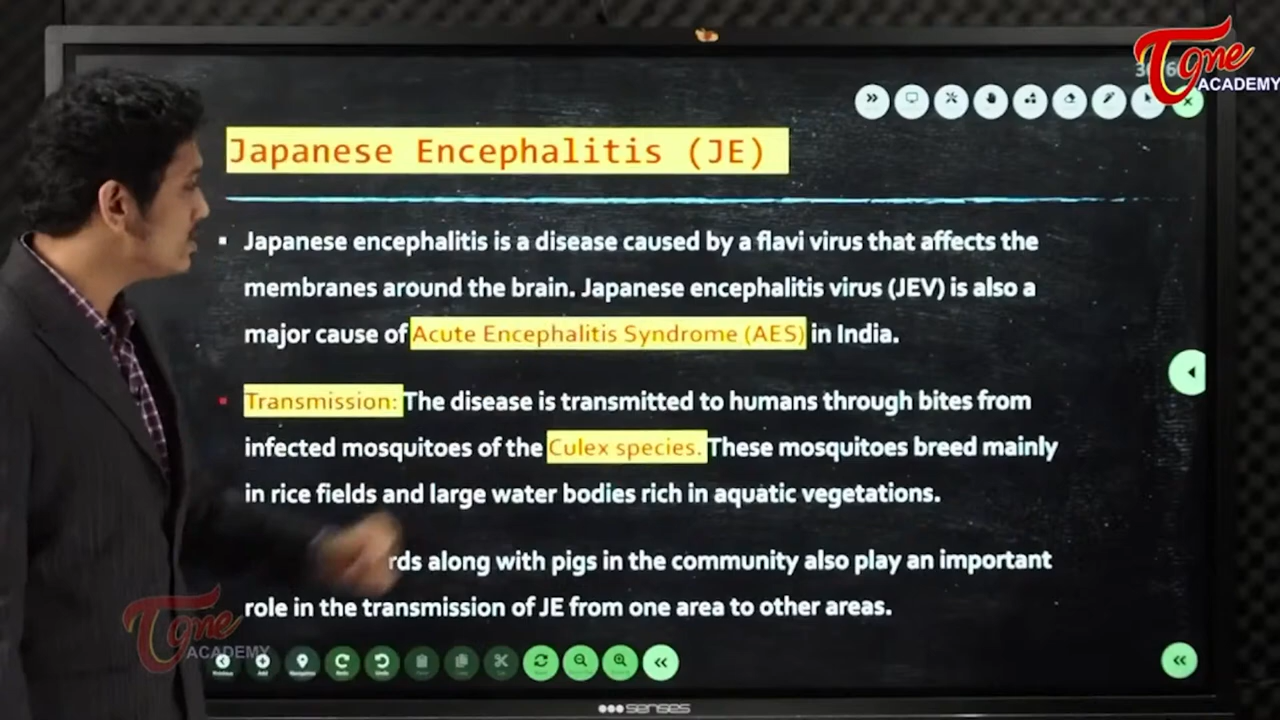 Tone
ACADEMY
Japanese Encephalitis (JE)
Japanese encephalitis is a disease caused by a flavi virus that affects the
membranes around the brain. Japanese encephalitis virus (JEV) is also a
major cause of Acute Encephalitis Syndrome (AES) in India.
Transmission: The disease is transmitted to humans through bites from
infected mosquitoes of the Culex species. These mosquitoes breed mainly
in rice fields and large water bodies rich in aquatic vegetations.
along with pigs in the community also play an important
role in the transmission of JE from one area to other areas.
Tone
ACADEMY
senses